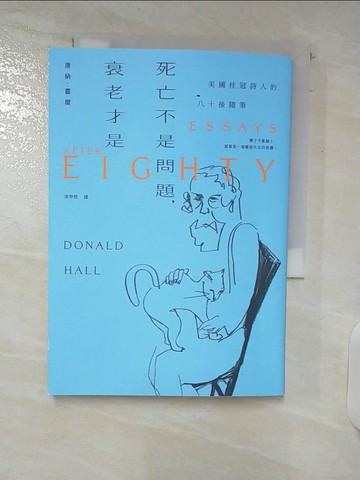 唐納・霍爾
死亡不是問題，
衰老才是
美國桂冠詩人的
八十後隨筆
ESSAYS
AFTER
EIGHTY
DONALD
HALL